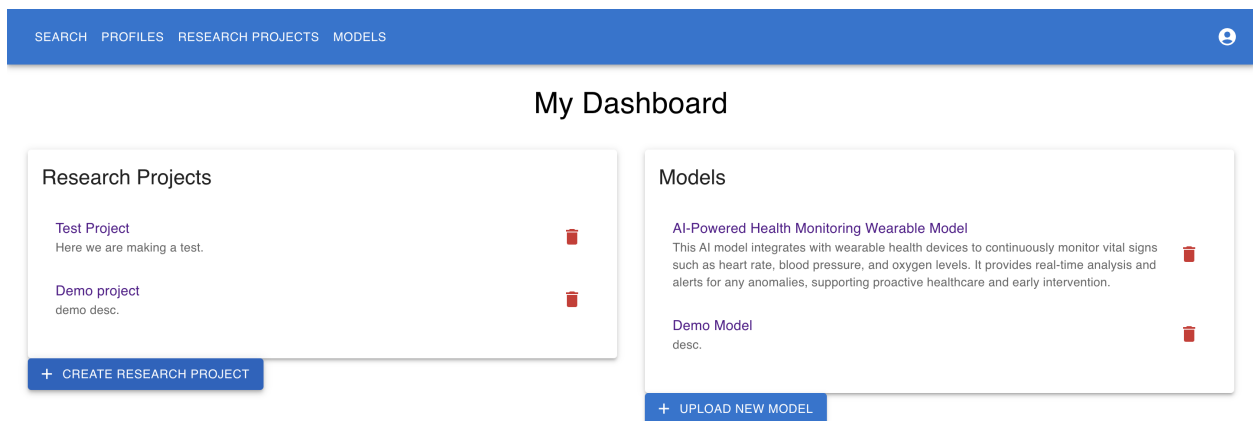 SEARCH PROFILES RESEARCH PROJECTS MODELS
My Dashboard
Research Projects
Test Project
Here we are making a test.
Demo project
demo desc.
+ CREATE RESEARCH PROJECT
Models
AI-Powered Health Monitoring Wearable Model
This AI model integrates with wearable health devices to continuously monitor vital signs
such as heart rate, blood pressure, and oxygen levels. It provides real-time analysis and
alerts for any anomalies, supporting proactive healthcare and early intervention.
Demo Model
desc.
+ UPLOAD NEW MODEL